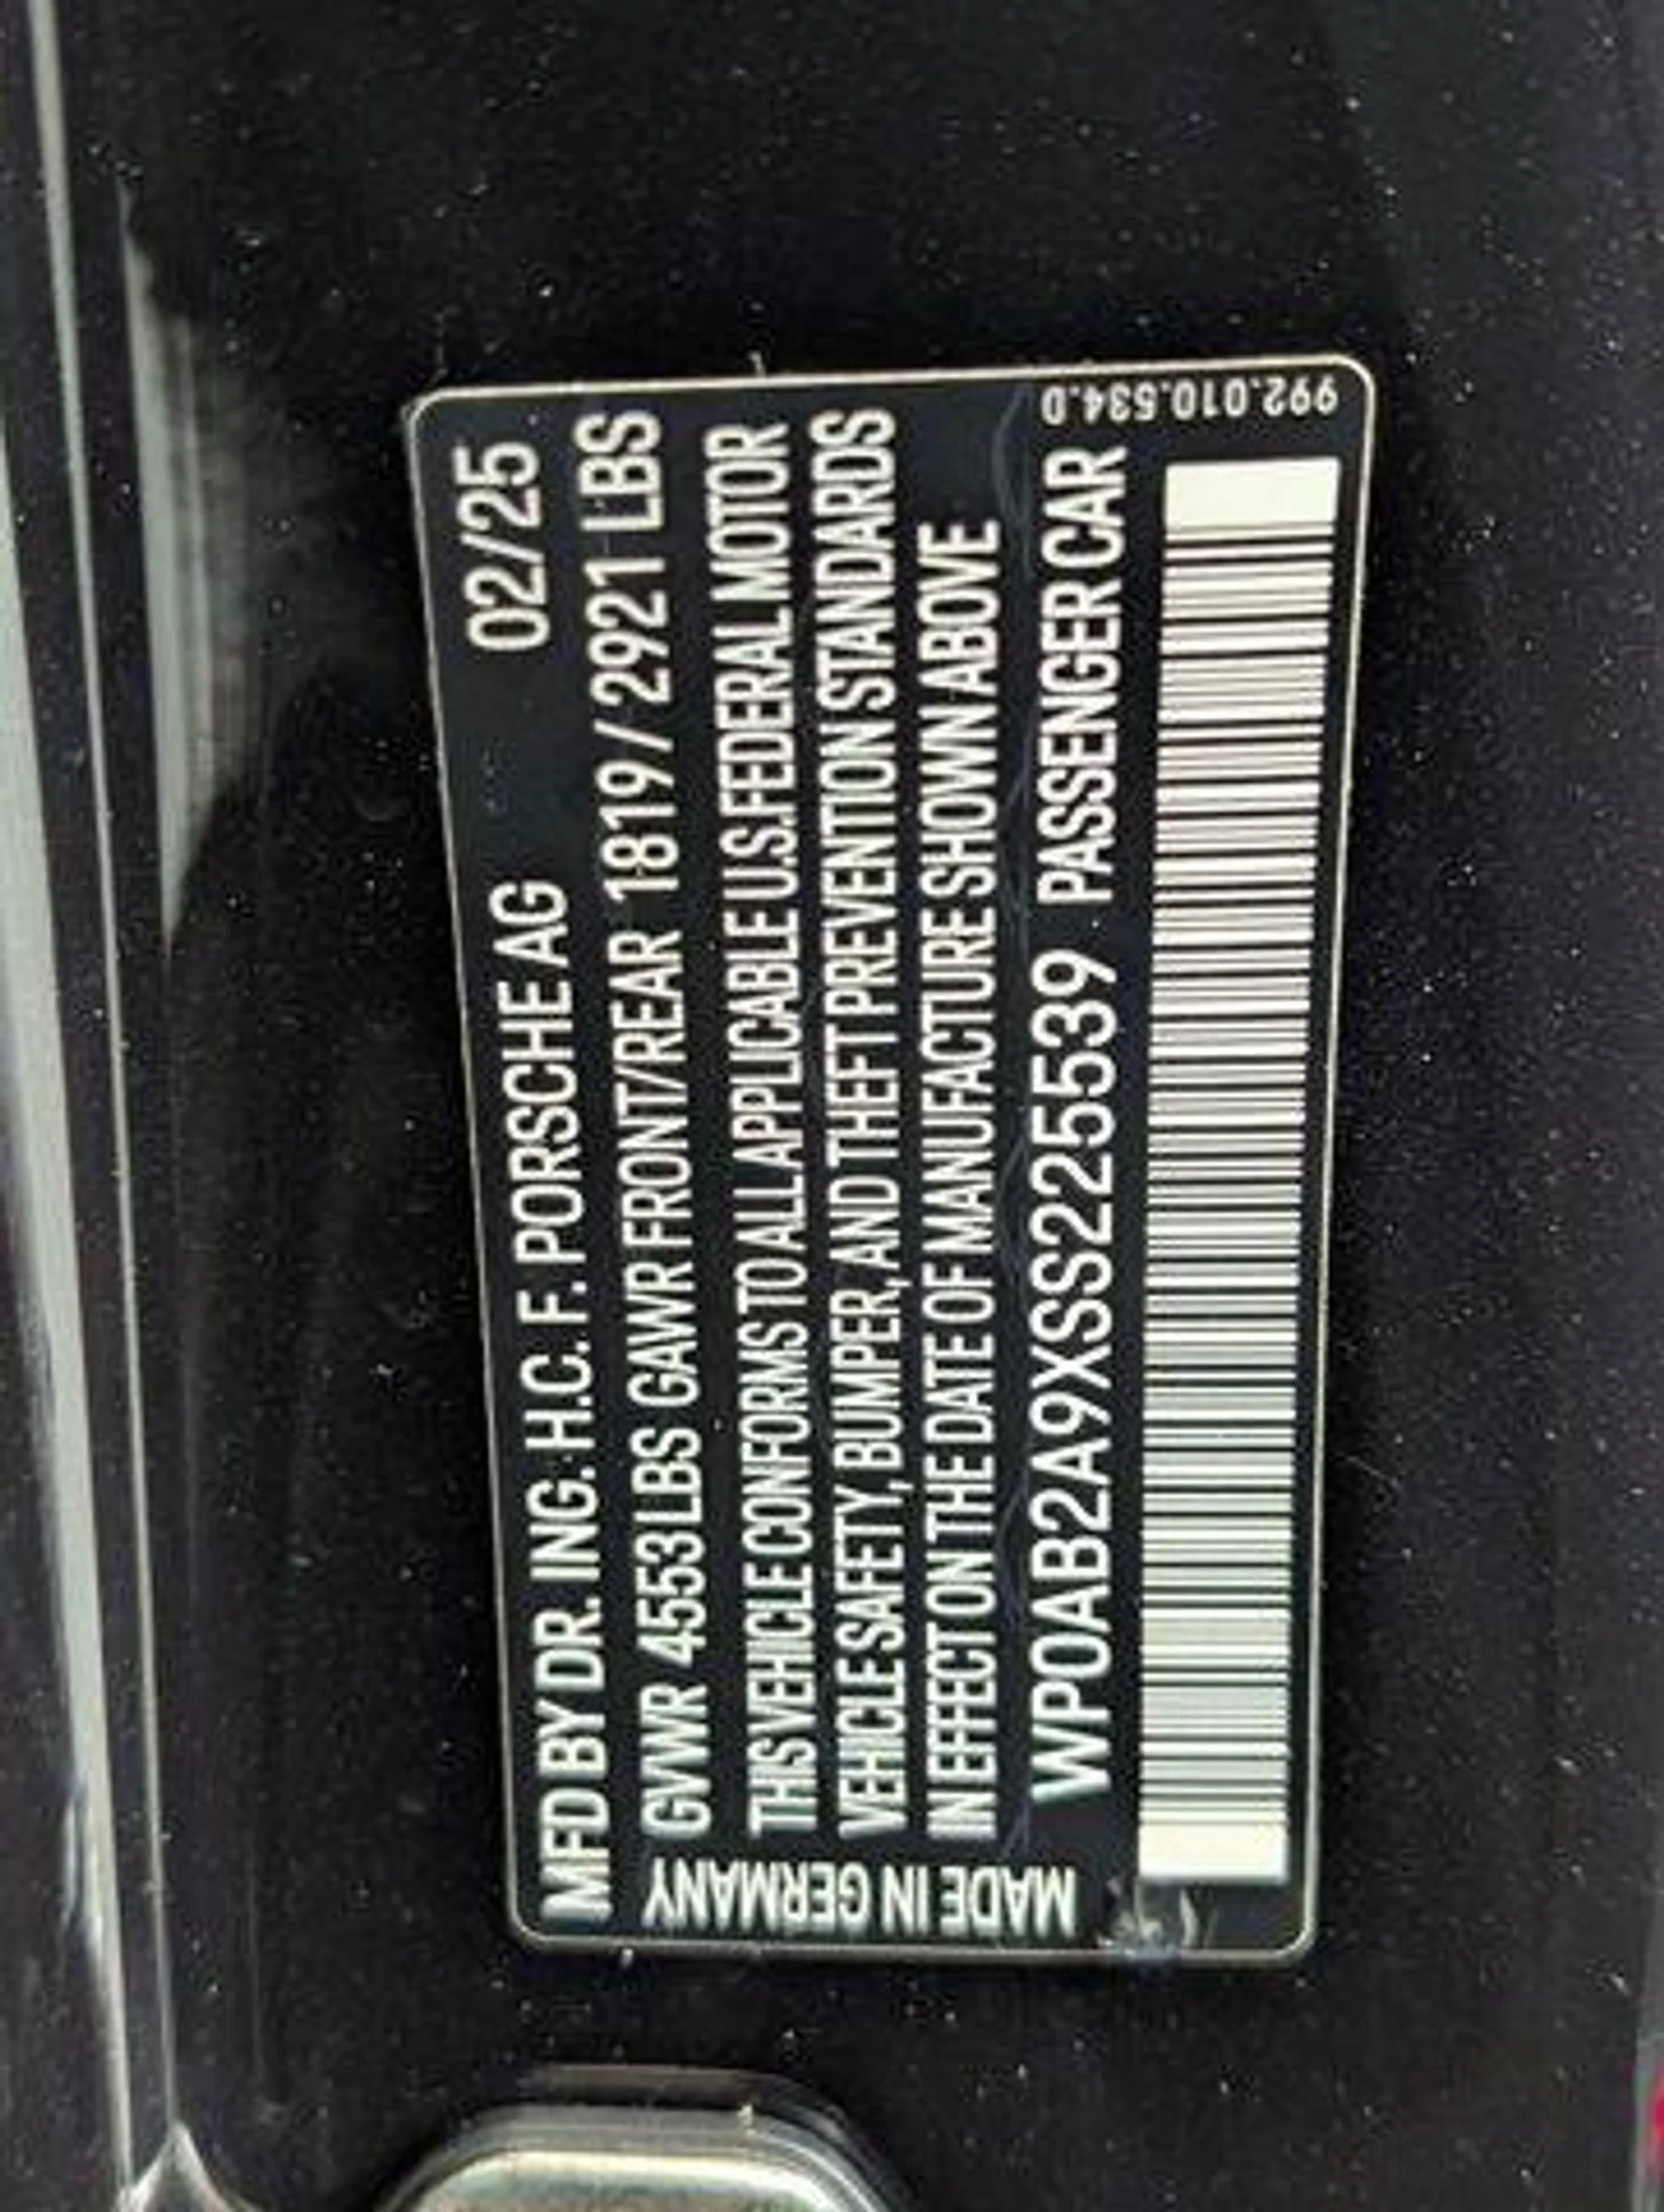 MFD BY DR. ING. H.C. F. PORSCHE AG 02/25
GVWR 4553 LBS GAWR FRONT/REAR 1819 / 2921 LBS
THIS VEHICLE CONFORMS TO ALL APPLICABLE U.S. FEDERAL MOTOR
VEHICLE SAFETY, BUMPER, AND THEFT PREVENTION STANDARDS
IN EFFECT ON THE DATE OF MANUFACTURE SHOWN ABOVE
WP0AB2A9XSS225539 PASSENGER CAR
MADE IN GERMANY
992.010.534.D